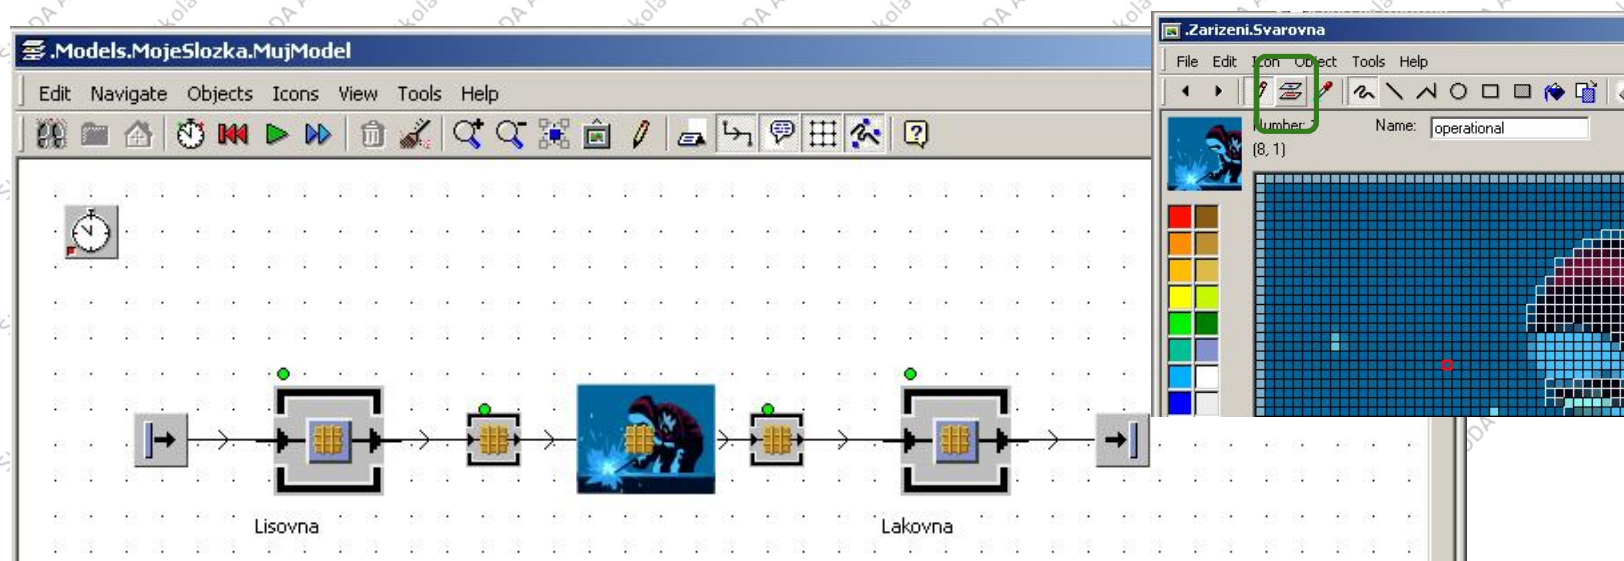 .Models.MojeSlozka.MujModel
Edit Navigate Objects Icons View Tools Help
Lisovna
Lakovna
.Zarizeni.Svarovna
File Edit Icon Object Tools Help
Number: Name: operational
(8, 1)